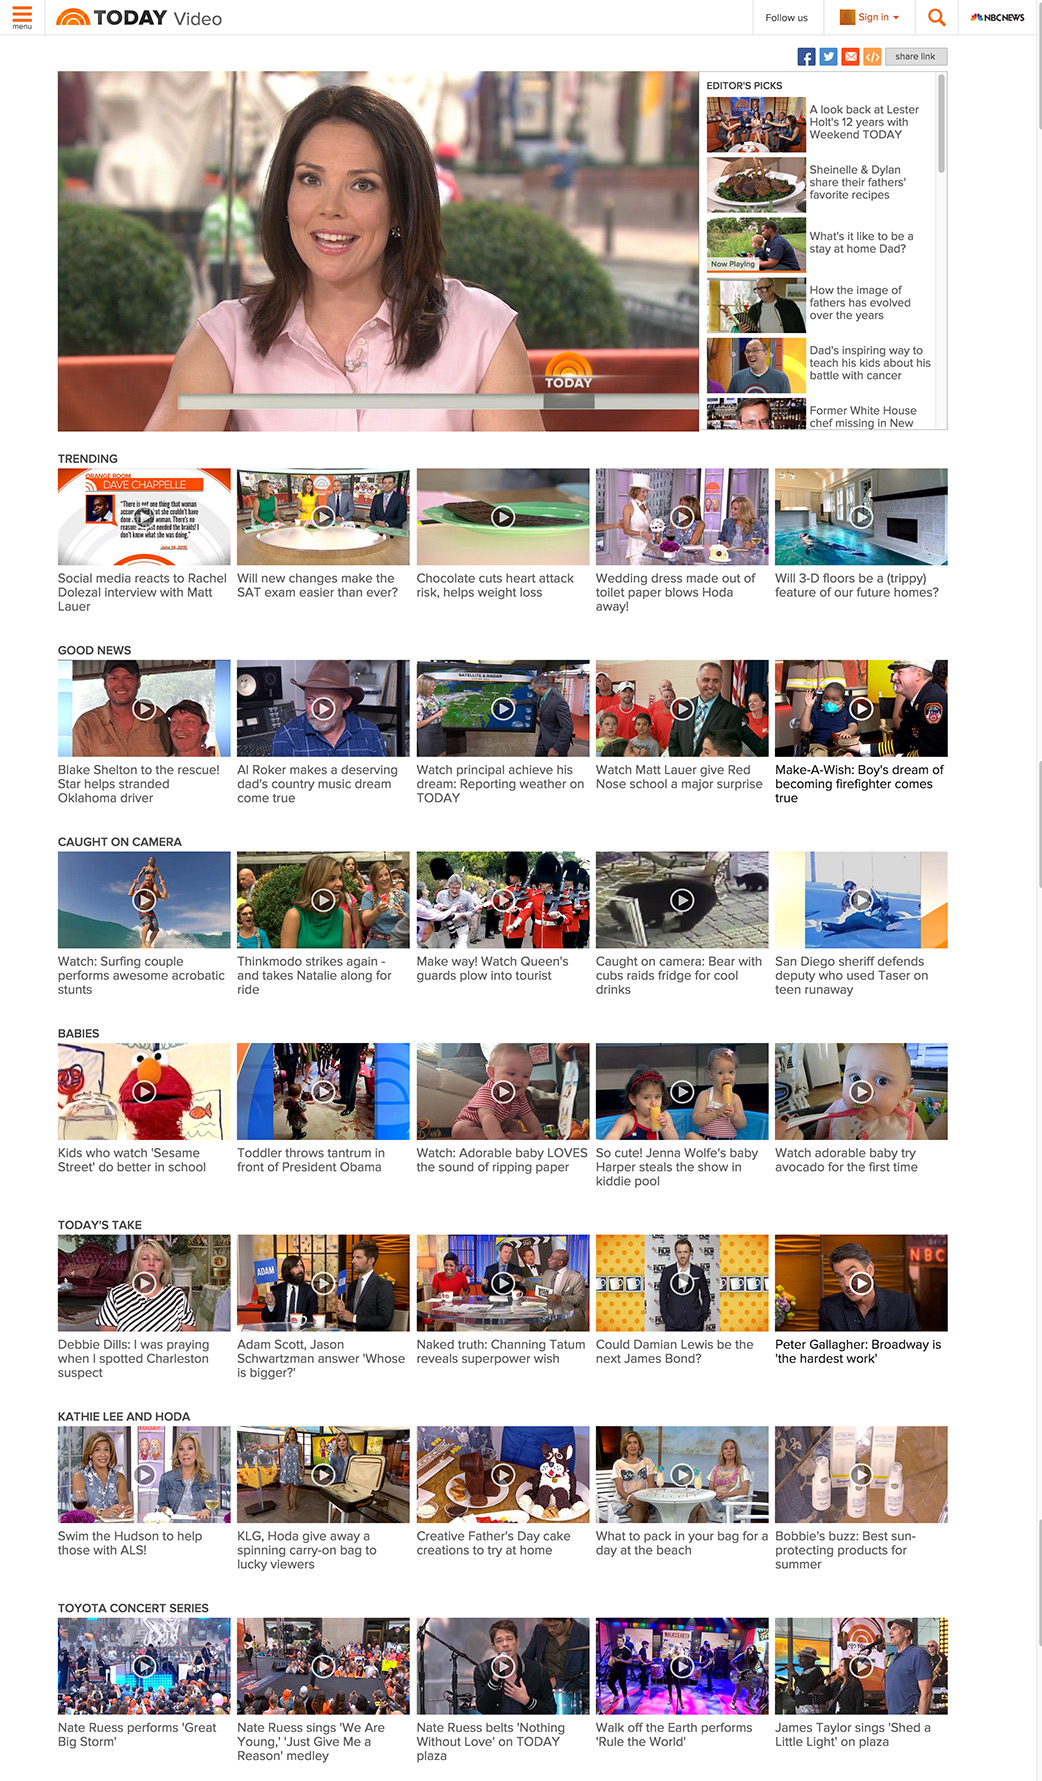 menu
TODAY Video
Follow us
Sign in
NBCNEWS
share link
EDITOR'S PICKS
A look back at Lester
Holt's 12 years with
Weekend TODAY
Sheinelle & Dylan
share their fathers'
favorite recipes
Now Playing
What's it like to be a
stay at home Dad?
How the image of
fathers has evolved
over the years
Dad's inspiring way to
teach his kids about his
battle with cancer
Former White House
chef missing in New
TODAY
TRENDING
ORANGE ROOM
DAVE CHAPPELLE
Social media reacts to Rachel
Dolezal interview with Matt
Lauer
Will new changes make the
SAT exam easier than ever?
Chocolate cuts heart attack
risk, helps weight loss
Wedding dress made out of
toilet paper blows Hoda
away!
Will 3-D floors be a (trippy)
feature of our future homes?
GOOD NEWS
SATELLITE & RADAR
Blake Shelton to the rescue!
Star helps stranded
Oklahoma driver
Al Roker makes a deserving
dad's country music dream
come true
Watch principal achieve his
dream: Reporting weather on
TODAY
Watch Matt Lauer give Red
Nose school a major surprise
Make-A-Wish: Boy's dream of
becoming firefighter comes
true
CAUGHT ON CAMERA
Watch: Surfing couple
performs awesome acrobatic
stunts
Thinkmodo strikes again -
and takes Natalie along for
ride
Make way! Watch Queen's
guards plow into tourist
Caught on camera: Bear with
cubs raids fridge for cool
drinks
San Diego sheriff defends
deputy who used Taser on
teen runaway
BABIES
Kids who watch 'Sesame
Street' do better in school
Toddler throws tantrum in
front of President Obama
Watch: Adorable baby LOVES
the sound of ripping paper
So cute! Jenna Wolfe's baby
Harper steals the show in
kiddie pool
Watch adorable baby try
avocado for the first time
TODAY'S TAKE
ADAM
NBC
Debbie Dills: I was praying
when I spotted Charleston
suspect
Adam Scott, Jason
Schwartzman answer 'Whose
is bigger?'
Naked truth: Channing Tatum
reveals superpower wish
Could Damian Lewis be the
next James Bond?
Peter Gallagher: Broadway is
'the hardest work'
KATHIE LEE AND HODA
TODAY
Swim the Hudson to help
those with ALS!
KLG, Hoda give away a
spinning carry-on bag to
lucky viewers
Creative Father's Day cake
creations to try at home
What to pack in your bag for a
day at the beach
Bobbie's buzz: Best sun-
protecting products for
summer
TOYOTA CONCERT SERIES
Nate Ruess performs 'Great
Big Storm'
Nate Ruess sings 'We Are
Young,' 'Just Give Me a
Reason' medley
Nate Ruess belts 'Nothing
Without Love' on TODAY
plaza
Walk off the Earth performs
'Rule the World'
James Taylor sings 'Shed a
Little Light' on plaza